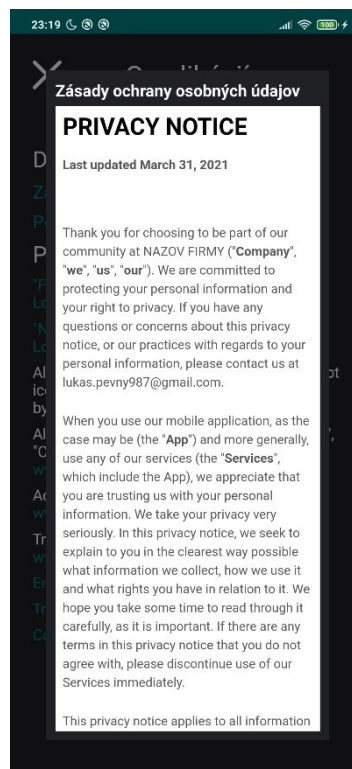 23:19
100
Zásady ochrany osobných údajov
PRIVACY NOTICE
Last updated March 31, 2021
Thank you for choosing to be part of our
community at NAZOV FIRMY ("Company",
"we", "us", "our"). We are committed to
protecting your personal information and
your right to privacy. If you have any
questions or concerns about this privacy
notice, or our practices with regards to your
personal information, please contact us at
lukas.pevny987@gmail.com.
When you use our mobile application, as the
case may be (the "App") and more generally,
use any of our services (the "Services",
which include the App), we appreciate that
you are trusting us with your personal
information. We take your privacy very
seriously. In this privacy notice, we seek to
explain to you in the clearest way possible
what information we collect, how we use it
and what rights you have in relation to it. We
hope you take some time to read through it
carefully, as it is important. If there are any
terms in this privacy notice that you do not
agree with, please discontinue use of our
Services immediately.
This privacy notice applies to all information